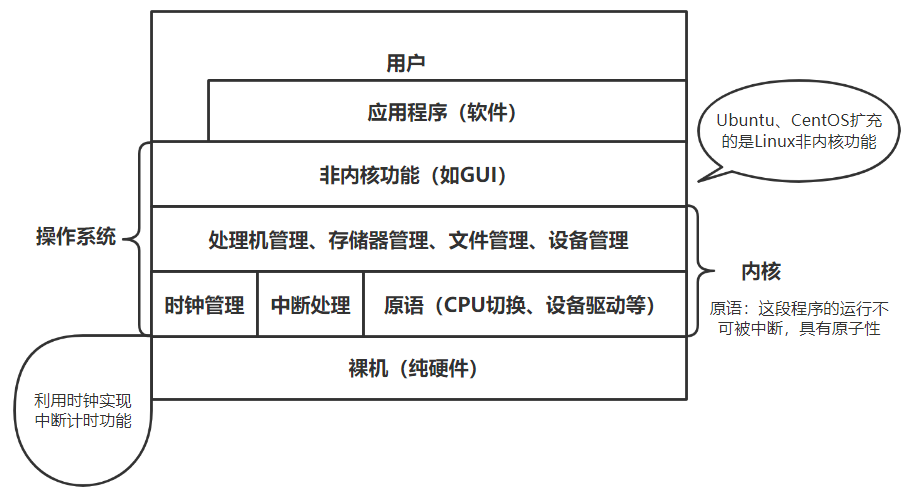 用户
应用程序（软件）
Ubuntu、CentOS扩充
的是Linux非内核功能
非内核功能（如GUI）
操作系统
处理机管理、存储器管理、文件管理、设备管理
内核
时钟管理
中断处理
原语（CPU切换、设备驱动等）
原语：这段程序的运行不
可被中断，具有原子性
裸机（纯硬件）
利用时钟实现
中断计时功能